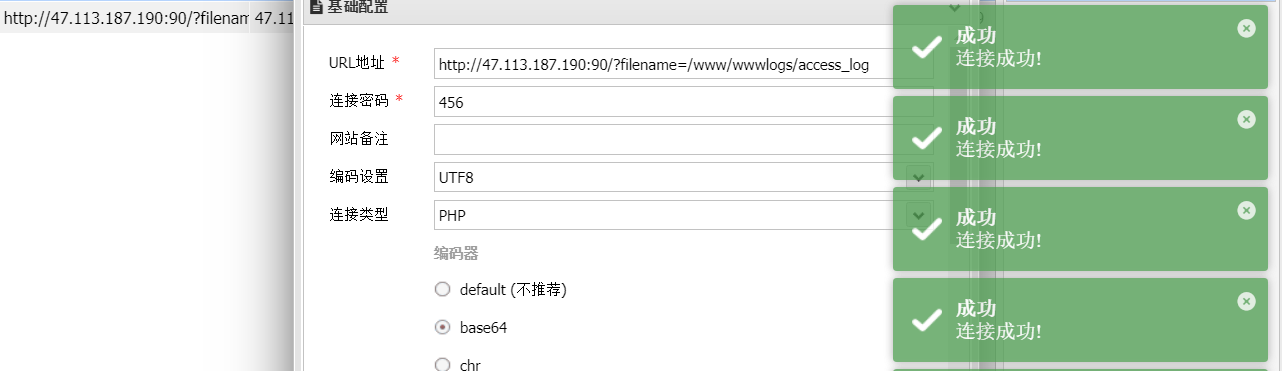 http://47.113.187.190:90/?filenam 47.11
基础配置
URL地址 * http://47.113.187.190:90/?filename=/www/wwwlogs/access_log
连接密码 * 456
网站备注
编码设置 UTF8
连接类型 PHP
编码器
default (不推荐)
base64
chr
成功
连接成功!
成功
连接成功!
成功
连接成功!
成功
连接成功!